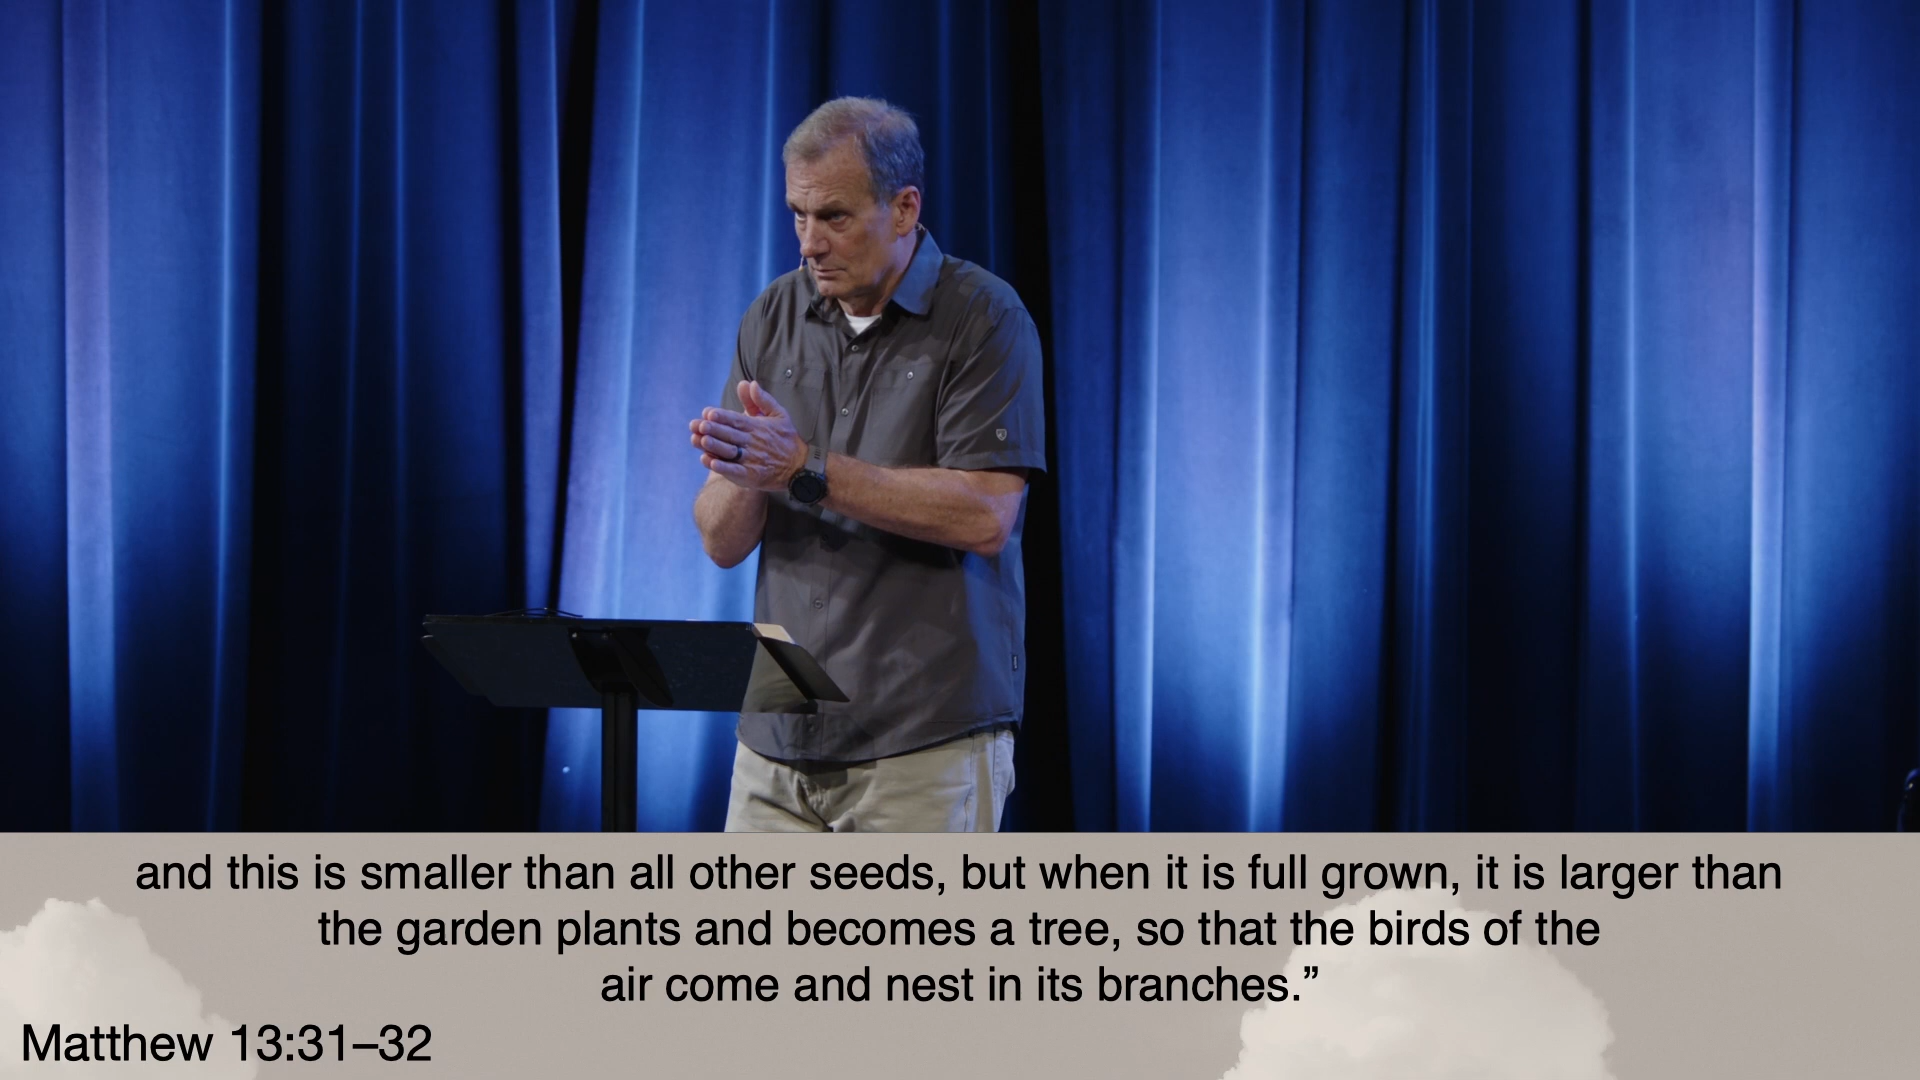 and this is smaller than all other seeds, but when it is full grown, it is larger than
the garden plants and becomes a tree, so that the birds of the
air come and nest in its branches.”
Matthew 13:31–32